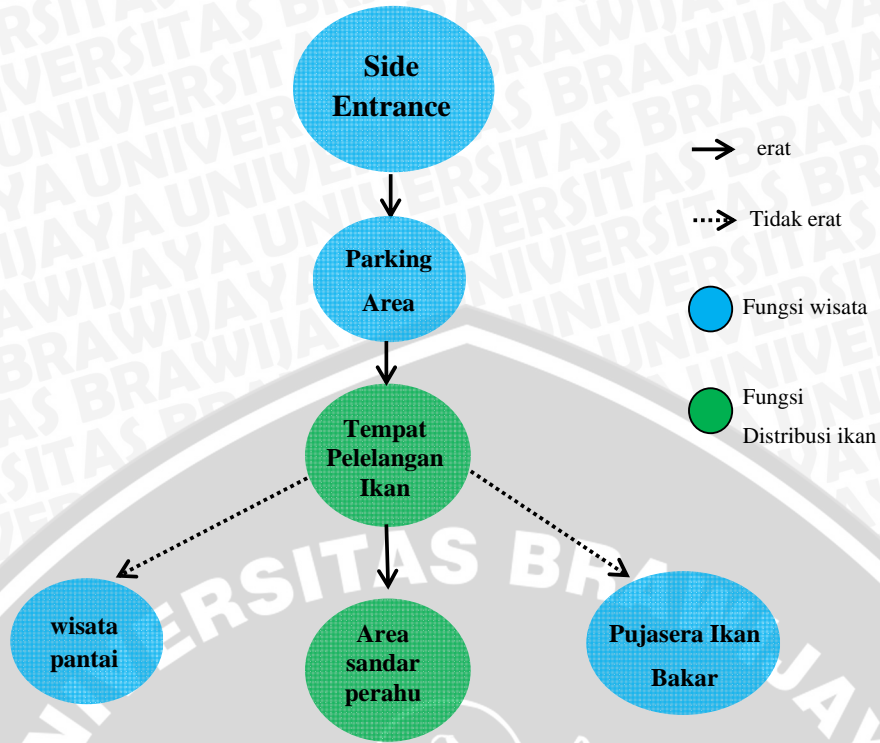 Side
Entrance
erat
Tidak erat
Parking
Area
Fungsi wisata
Fungsi
Distribusi ikan
Tempat
Pelelangan
Ikan
wisata
pantai
Area
sandar
perahu
Pujasera Ikan
Bakar
UNIVERSITAS BRAWIJAYA